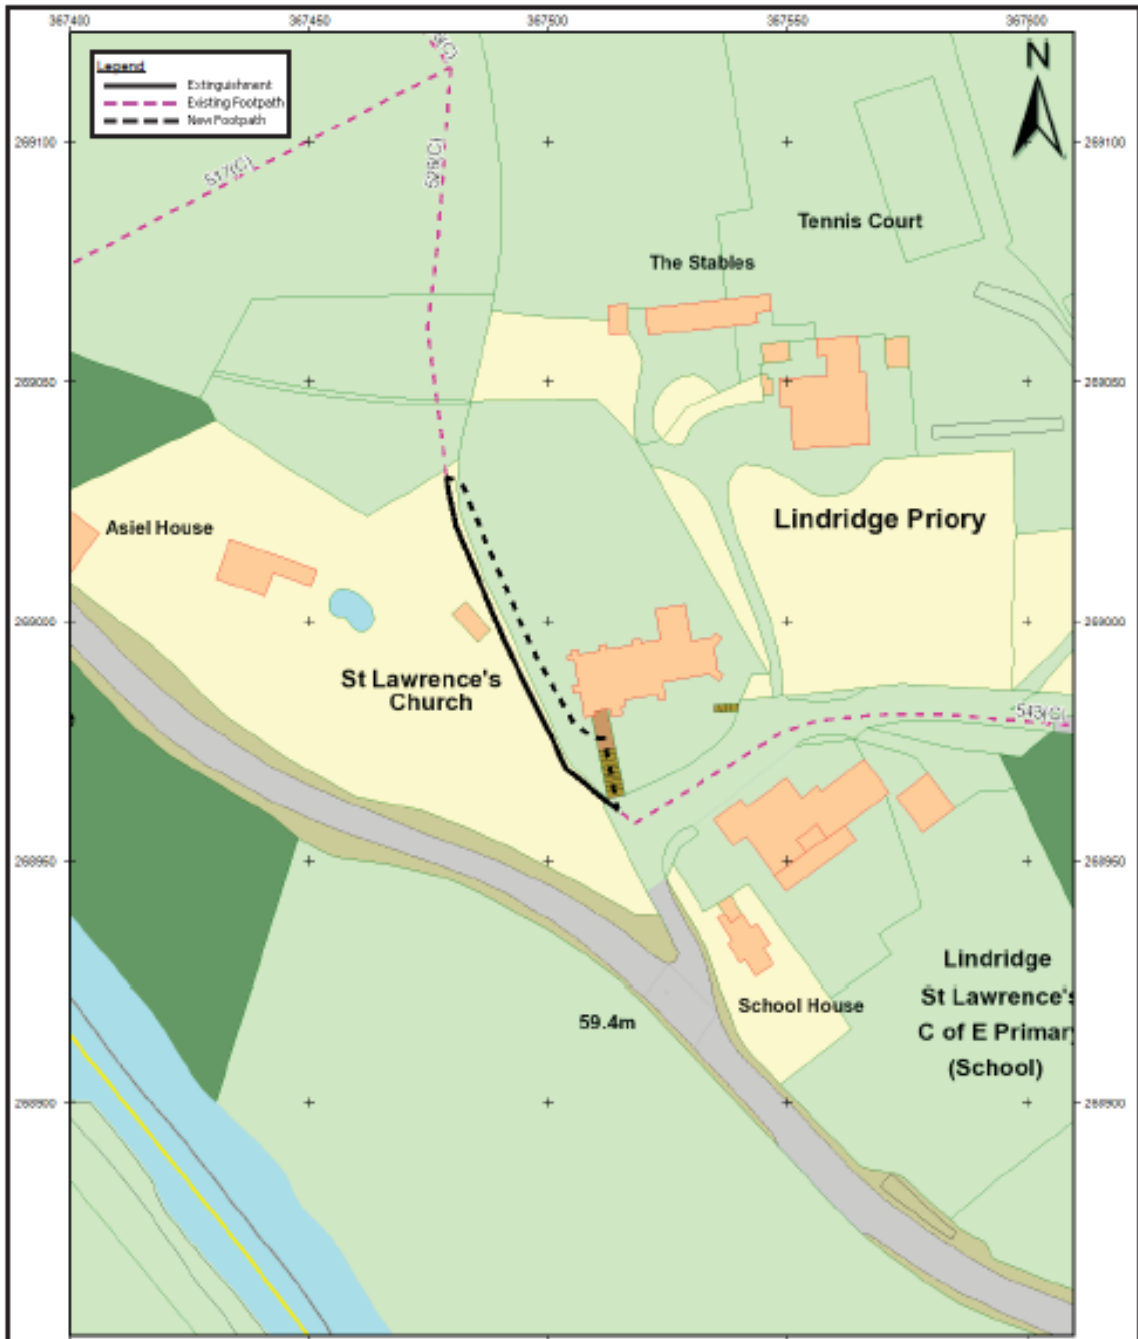 367400 367450 367500 367550 367600
Legend
Extinguishment
Existing Footpath
New Footpath
N
269100 269100
517(C)
526(C)
Tennis Court
The Stables
269050 269050
Asiel House
Lindridge Priory
269000 269000
St Lawrence's
Church
543(C)
268950 268950
Lindridge
St Lawrence's
C of E Primary
(School)
School House
59.4m
268900 268900